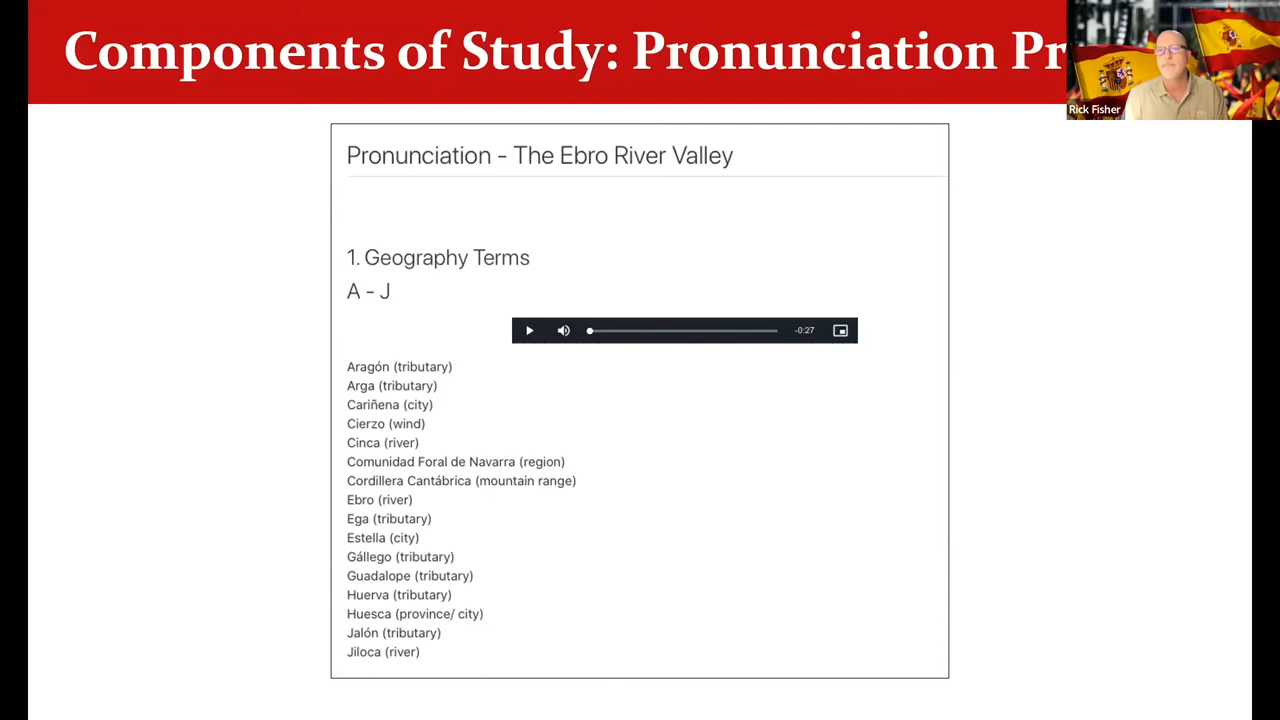 Components of Study: Pronunciation Pr
Rick Fisher
Pronunciation - The Ebro River Valley
1. Geography Terms
A - J
-0:27
Aragón (tributary)
Arga (tributary)
Cariñena (city)
Cierzo (wind)
Cinca (river)
Comunidad Foral de Navarra (region)
Cordillera Cantábrica (mountain range)
Ebro (river)
Ega (tributary)
Estella (city)
Gállego (tributary)
Guadalope (tributary)
Huerva (tributary)
Huesca (province/ city)
Jalón (tributary)
Jiloca (river)